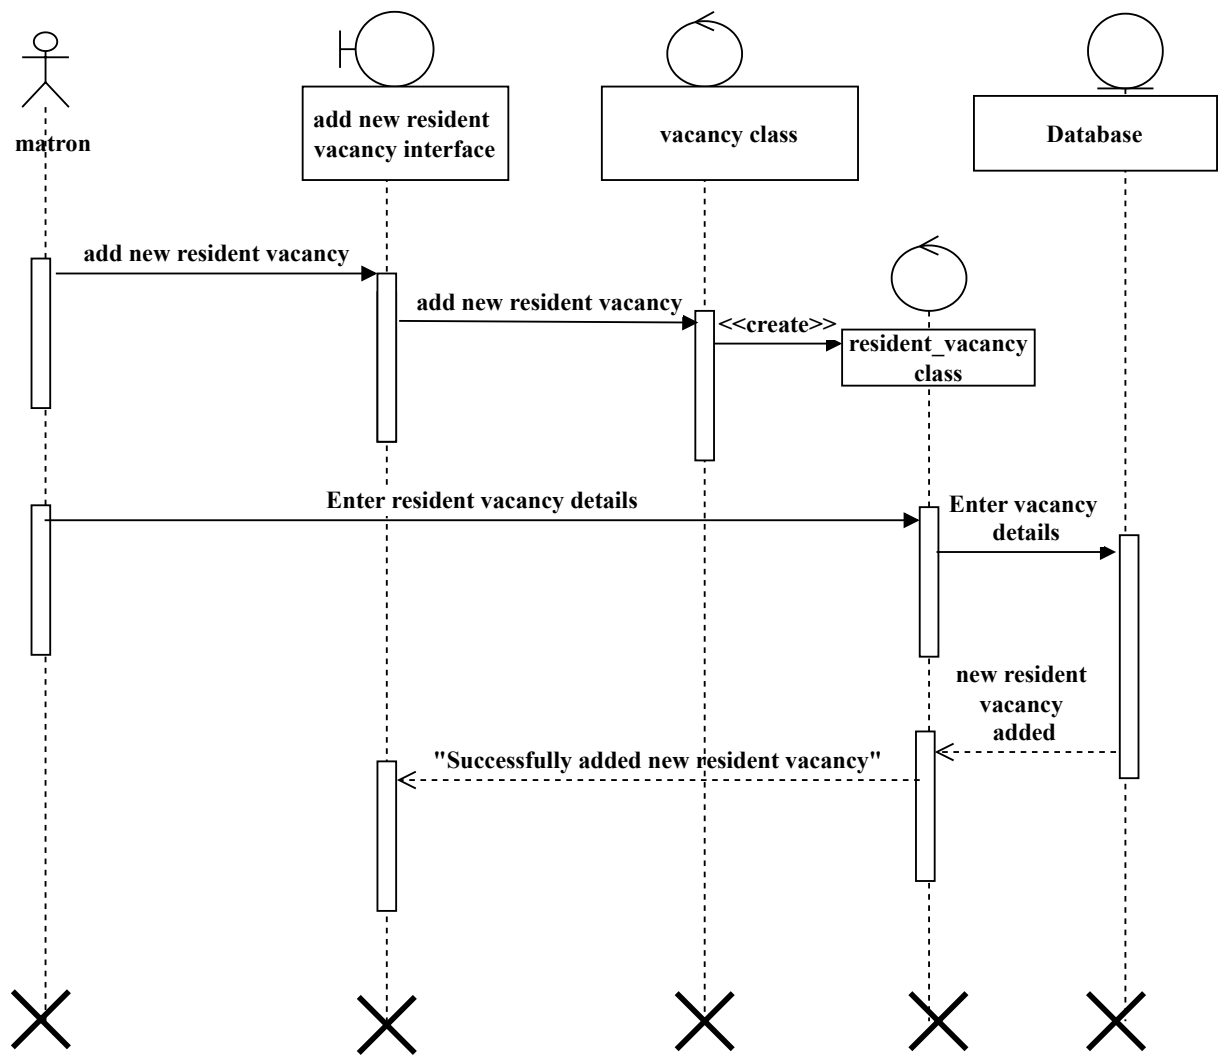 matron
add new resident
vacancy interface
vacancy class
Database
add new resident vacancy
add new resident vacancy
<<create>>
resident_vacancy
class
Enter resident vacancy details
Enter vacancy
details
new resident
vacancy
added
"Successfully added new resident vacancy"